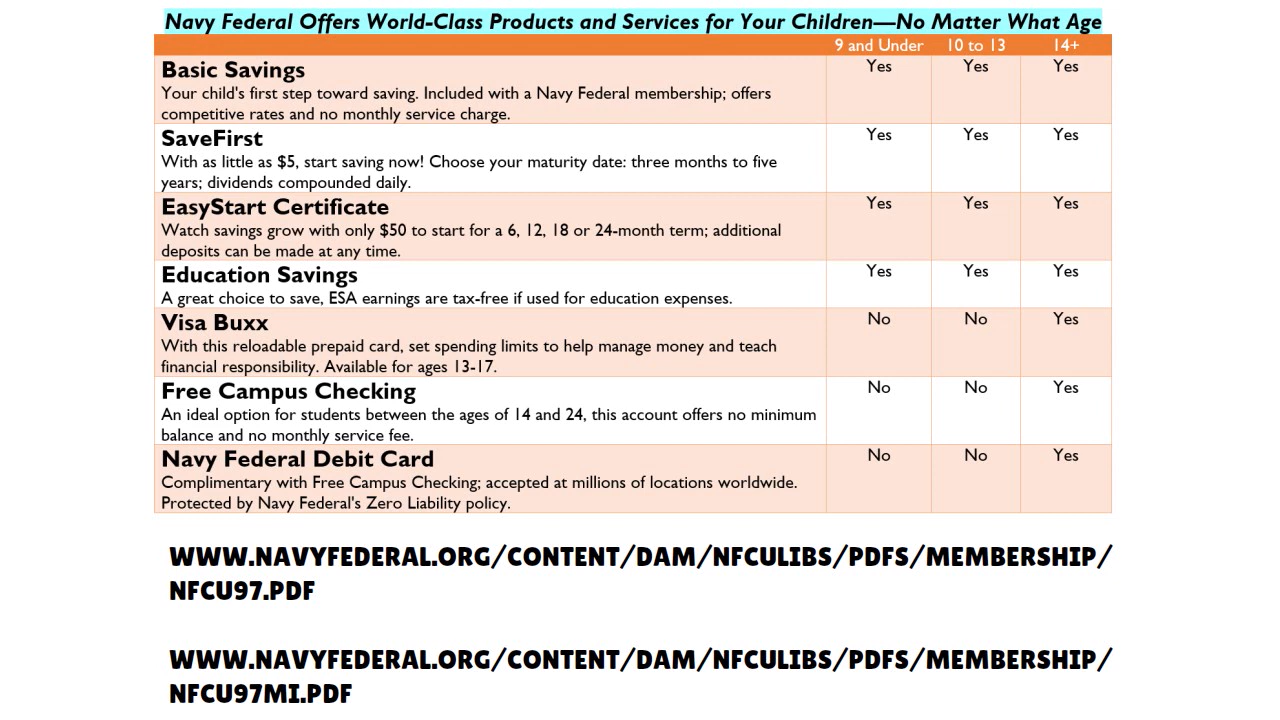 Navy Federal Offers World-Class Products and Services for Your Children—No Matter What Age
9 and Under 10 to 13 14+
Basic Savings Yes Yes Yes
Your child's first step toward saving. Included with a Navy Federal membership; offers
competitive rates and no monthly service charge.
SaveFirst Yes Yes Yes
With as little as $5, start saving now! Choose your maturity date: three months to five
years; dividends compounded daily.
EasyStart Certificate Yes Yes Yes
Watch savings grow with only $50 to start for a 6, 12, 18 or 24-month term; additional
deposits can be made at any time.
Education Savings Yes Yes Yes
A great choice to save, ESA earnings are tax-free if used for education expenses.
Visa Buxx No No Yes
With this reloadable prepaid card, set spending limits to help manage money and teach
financial responsibility. Available for ages 13-17.
Free Campus Checking No No Yes
An ideal option for students between the ages of 14 and 24, this account offers no minimum
balance and no monthly service fee.
Navy Federal Debit Card No No Yes
Complimentary with Free Campus Checking; accepted at millions of locations worldwide.
Protected by Navy Federal's Zero Liability policy.
WWW.NAVYFEDERAL.ORG/CONTENT/DAM/NFCULIBS/PDFS/MEMBERSHIP/
NFCU97.PDF
WWW.NAVYFEDERAL.ORG/CONTENT/DAM/NFCULIBS/PDFS/MEMBERSHIP/
NFCU97MI.PDF